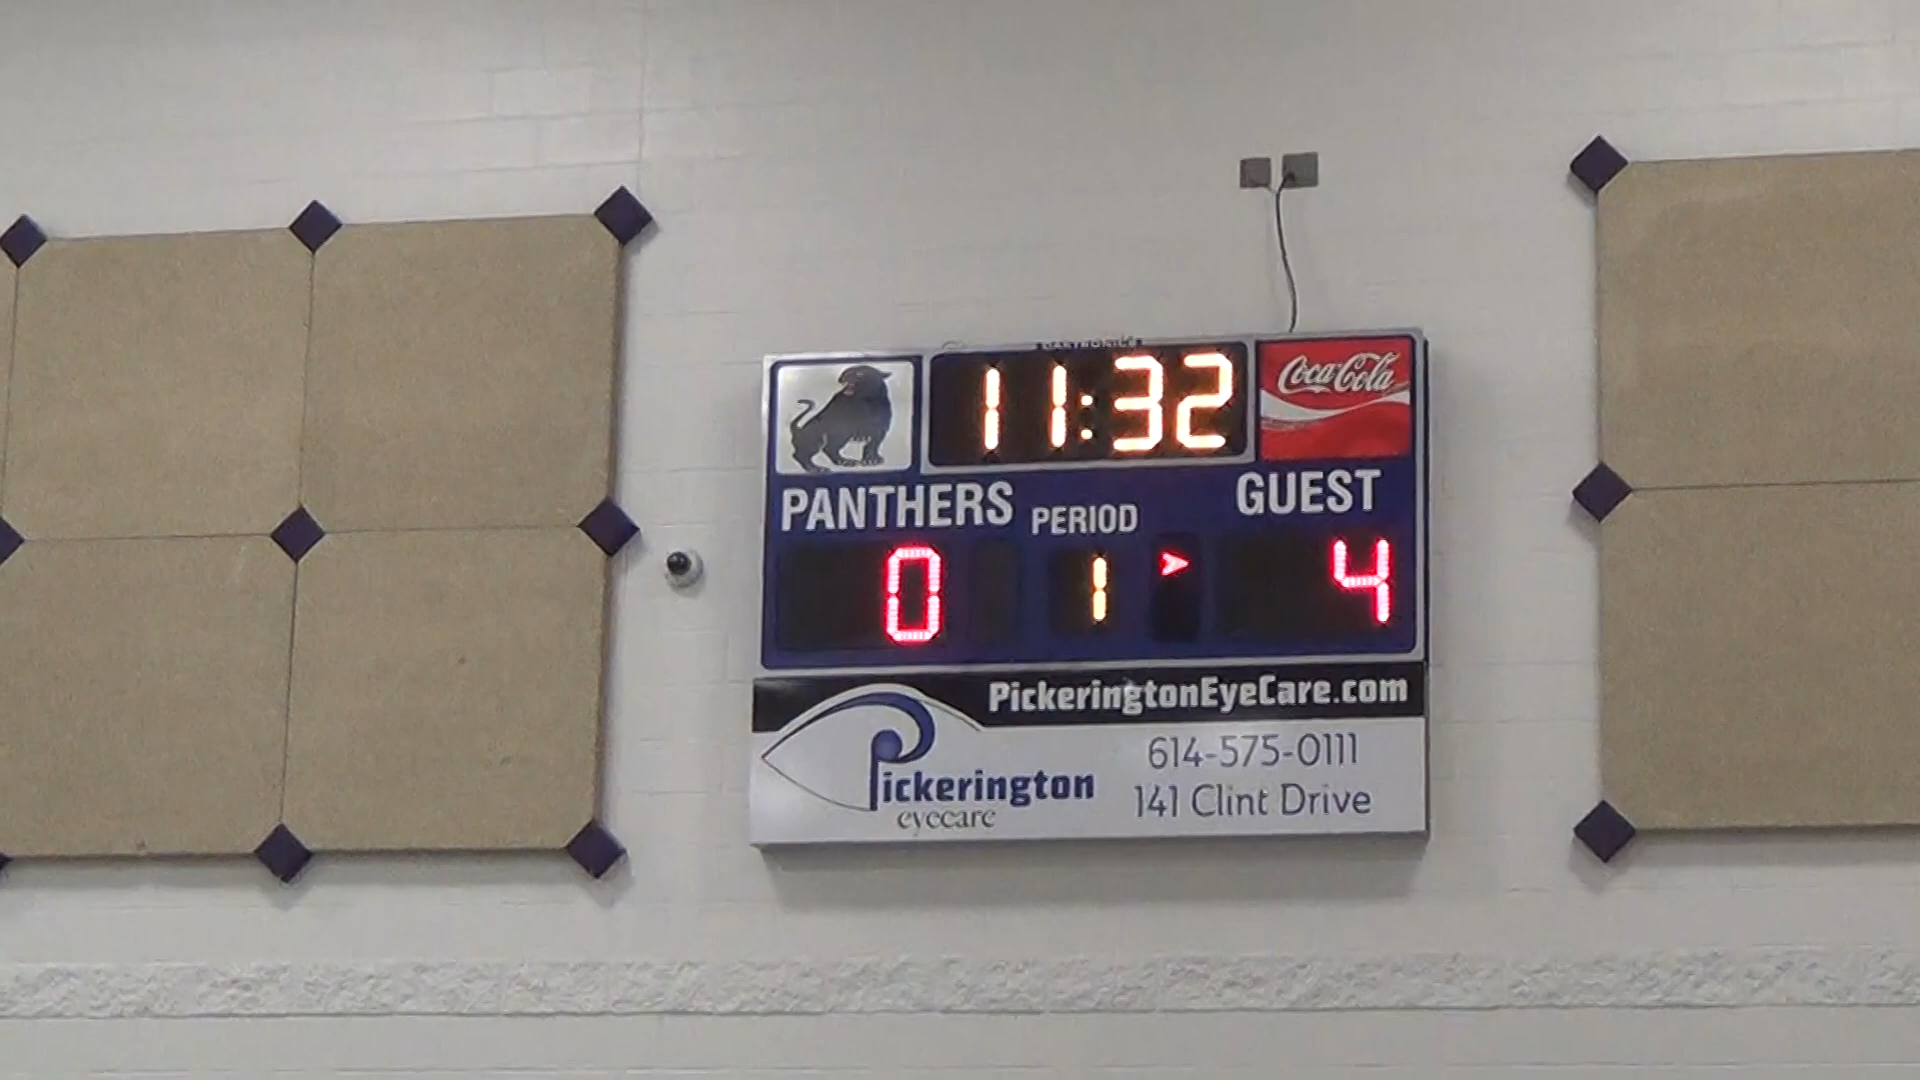 DAKTRONICS
11:32
Coca-Cola
PANTHERS
PERIOD
GUEST
0
1
4
PickeringtonEyeCare.com
Pickerington
eyecare
614-575-0111
141 Clint Drive